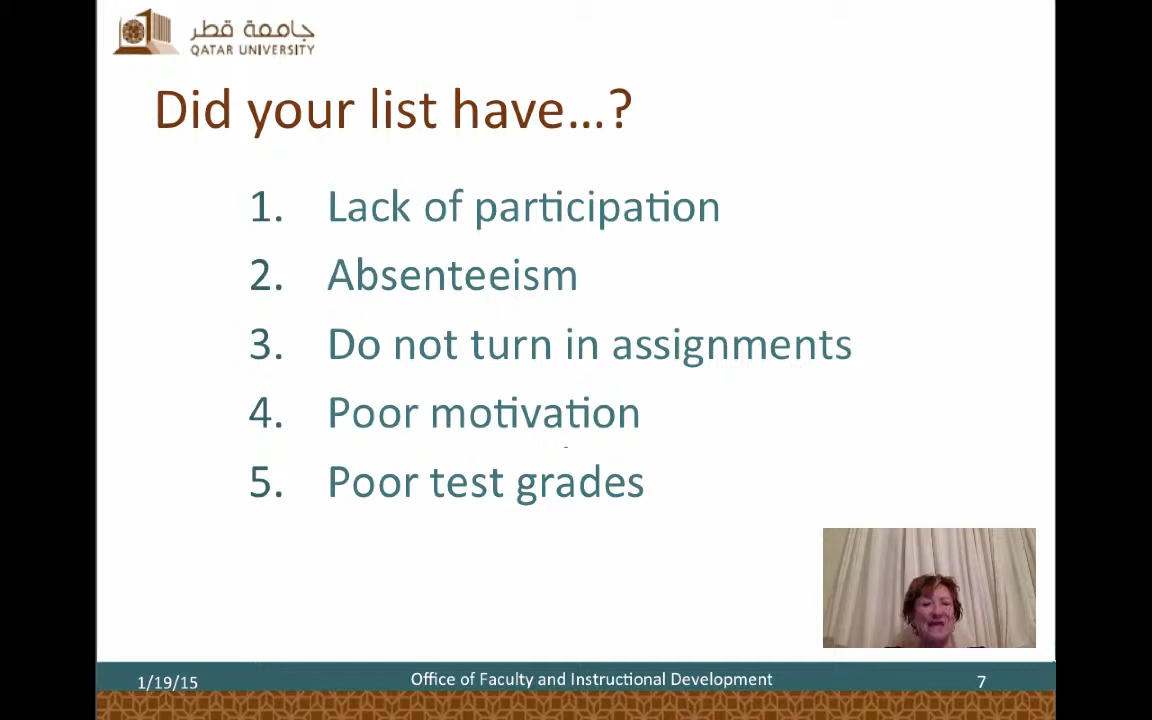 جامعة قطر
QATAR UNIVERSITY
Did your list have...?
1. Lack of participation
2. Absenteeism
3. Do not turn in assignments
4. Poor motivation
5. Poor test grades
1/19/15
Office of Faculty and Instructional Development
7